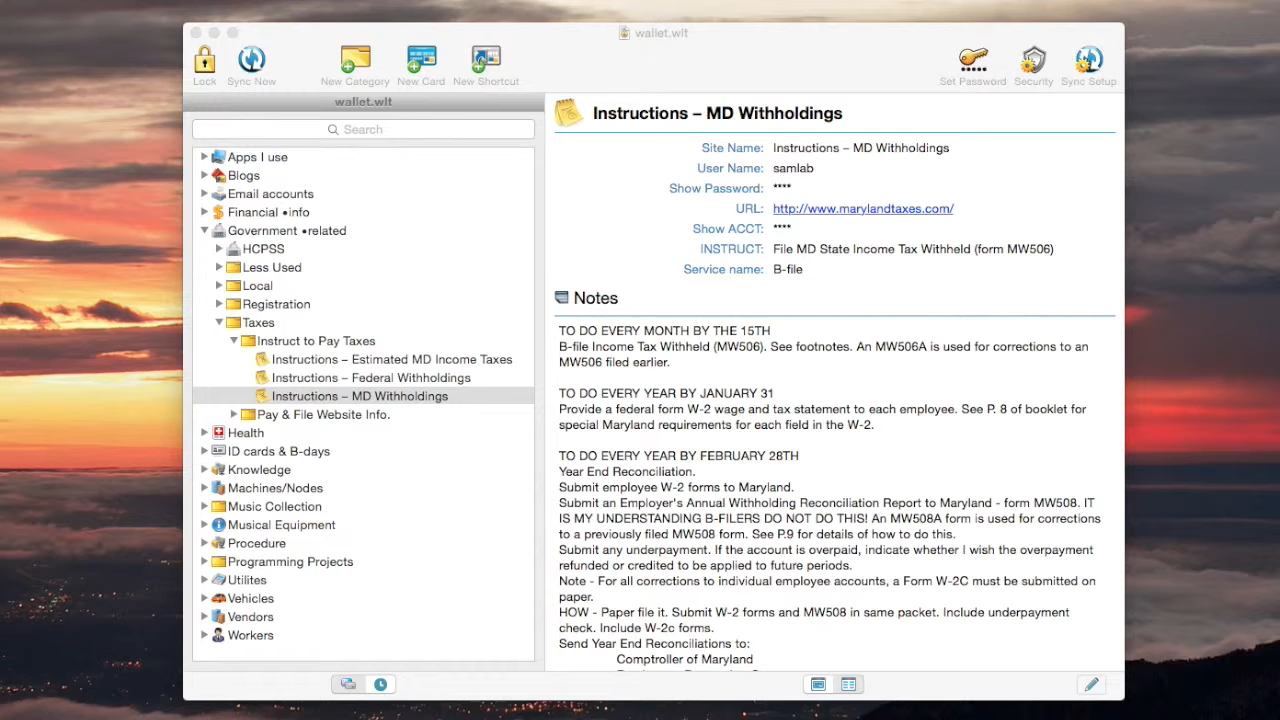 wallet.wlt
Lock
Sync Now
New Category
New Card
New Shortcut
Set Password
Security
Sync Setup
wallet.wlt
Search
Apps I use
Blogs
Email accounts
Financial •info
Government •related
HCPSS
Less Used
Local
Registration
Taxes
Instruct to Pay Taxes
Instructions – Estimated MD Income Taxes
Instructions – Federal Withholdings
Instructions – MD Withholdings
Pay & File Website Info.
Health
ID cards & B-days
Knowledge
Machines/Nodes
Music Collection
Musical Equipment
Procedure
Programming Projects
Utilites
Vehicles
Vendors
Workers
Instructions – MD Withholdings
Site Name: Instructions – MD Withholdings
User Name: samlab
Show Password: ****
URL: http://www.marylandtaxes.com/
Show ACCT: ****
INSTRUCT: File MD State Income Tax Withheld (form MW506)
Service name: B-file
Notes
TO DO EVERY MONTH BY THE 15TH
B-file Income Tax Withheld (MW506). See footnotes. An MW506A is used for corrections to an
MW506 filed earlier.
TO DO EVERY YEAR BY JANUARY 31
Provide a federal form W-2 wage and tax statement to each employee. See P. 8 of booklet for
special Maryland requirements for each field in the W-2.
TO DO EVERY YEAR BY FEBRUARY 28TH
Year End Reconciliation.
Submit employee W-2 forms to Maryland.
Submit an Employer's Annual Withholding Reconciliation Report to Maryland - form MW508. IT
IS MY UNDERSTANDING B-FILERS DO NOT DO THIS! An MW508A form is used for corrections
to a previously filed MW508 form. See P.9 for details of how to do this.
Submit any underpayment. If the account is overpaid, indicate whether I wish the overpayment
refunded or credited to be applied to future periods.
Note - For all corrections to individual employee accounts, a Form W-2C must be submitted on
paper.
HOW - Paper file it. Submit W-2 forms and MW508 in same packet. Include underpayment
check. Include W-2c forms.
Send Year End Reconciliations to:
Comptroller of Maryland